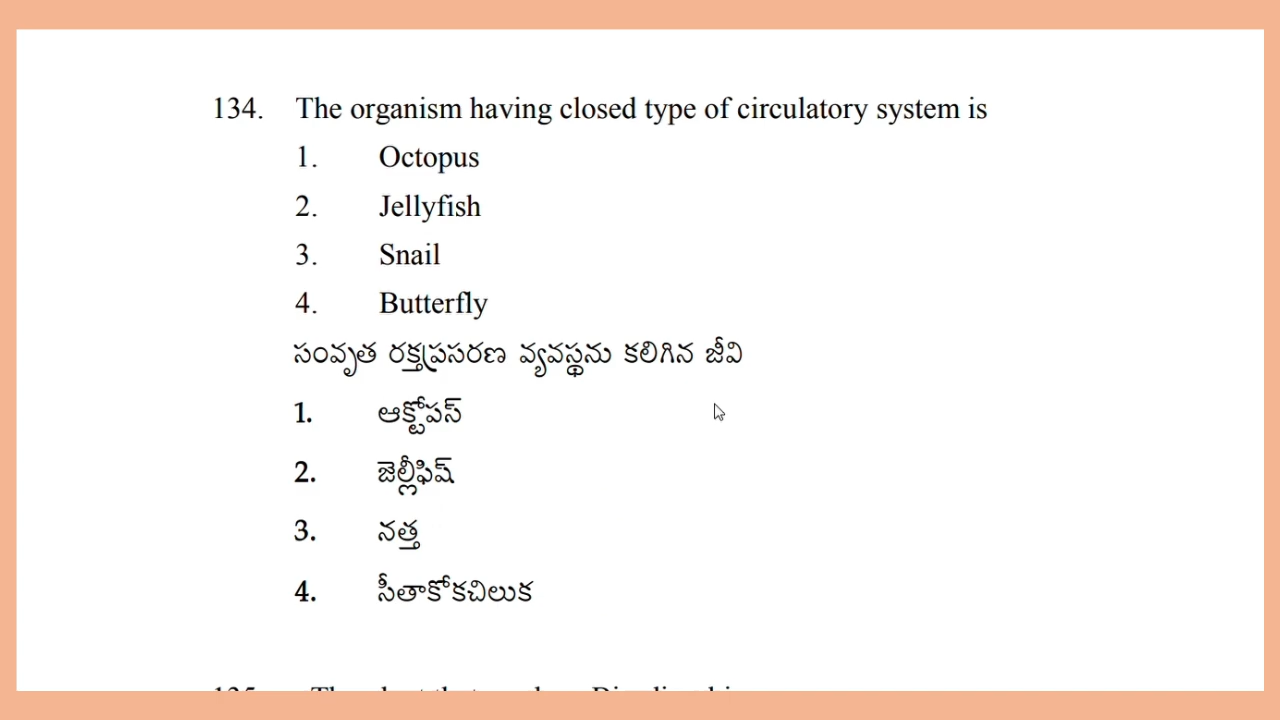 134. The organism having closed type of circulatory system is
1. Octopus
2. Jellyfish
3. Snail
4. Butterfly
సంవృత రక్తప్రసరణ వ్యవస్థను కలిగిన జీవి
1. ఆక్టోపస్
2. జెల్లీఫిష్
3. నత్త
4. సీతాకోకచిలుక